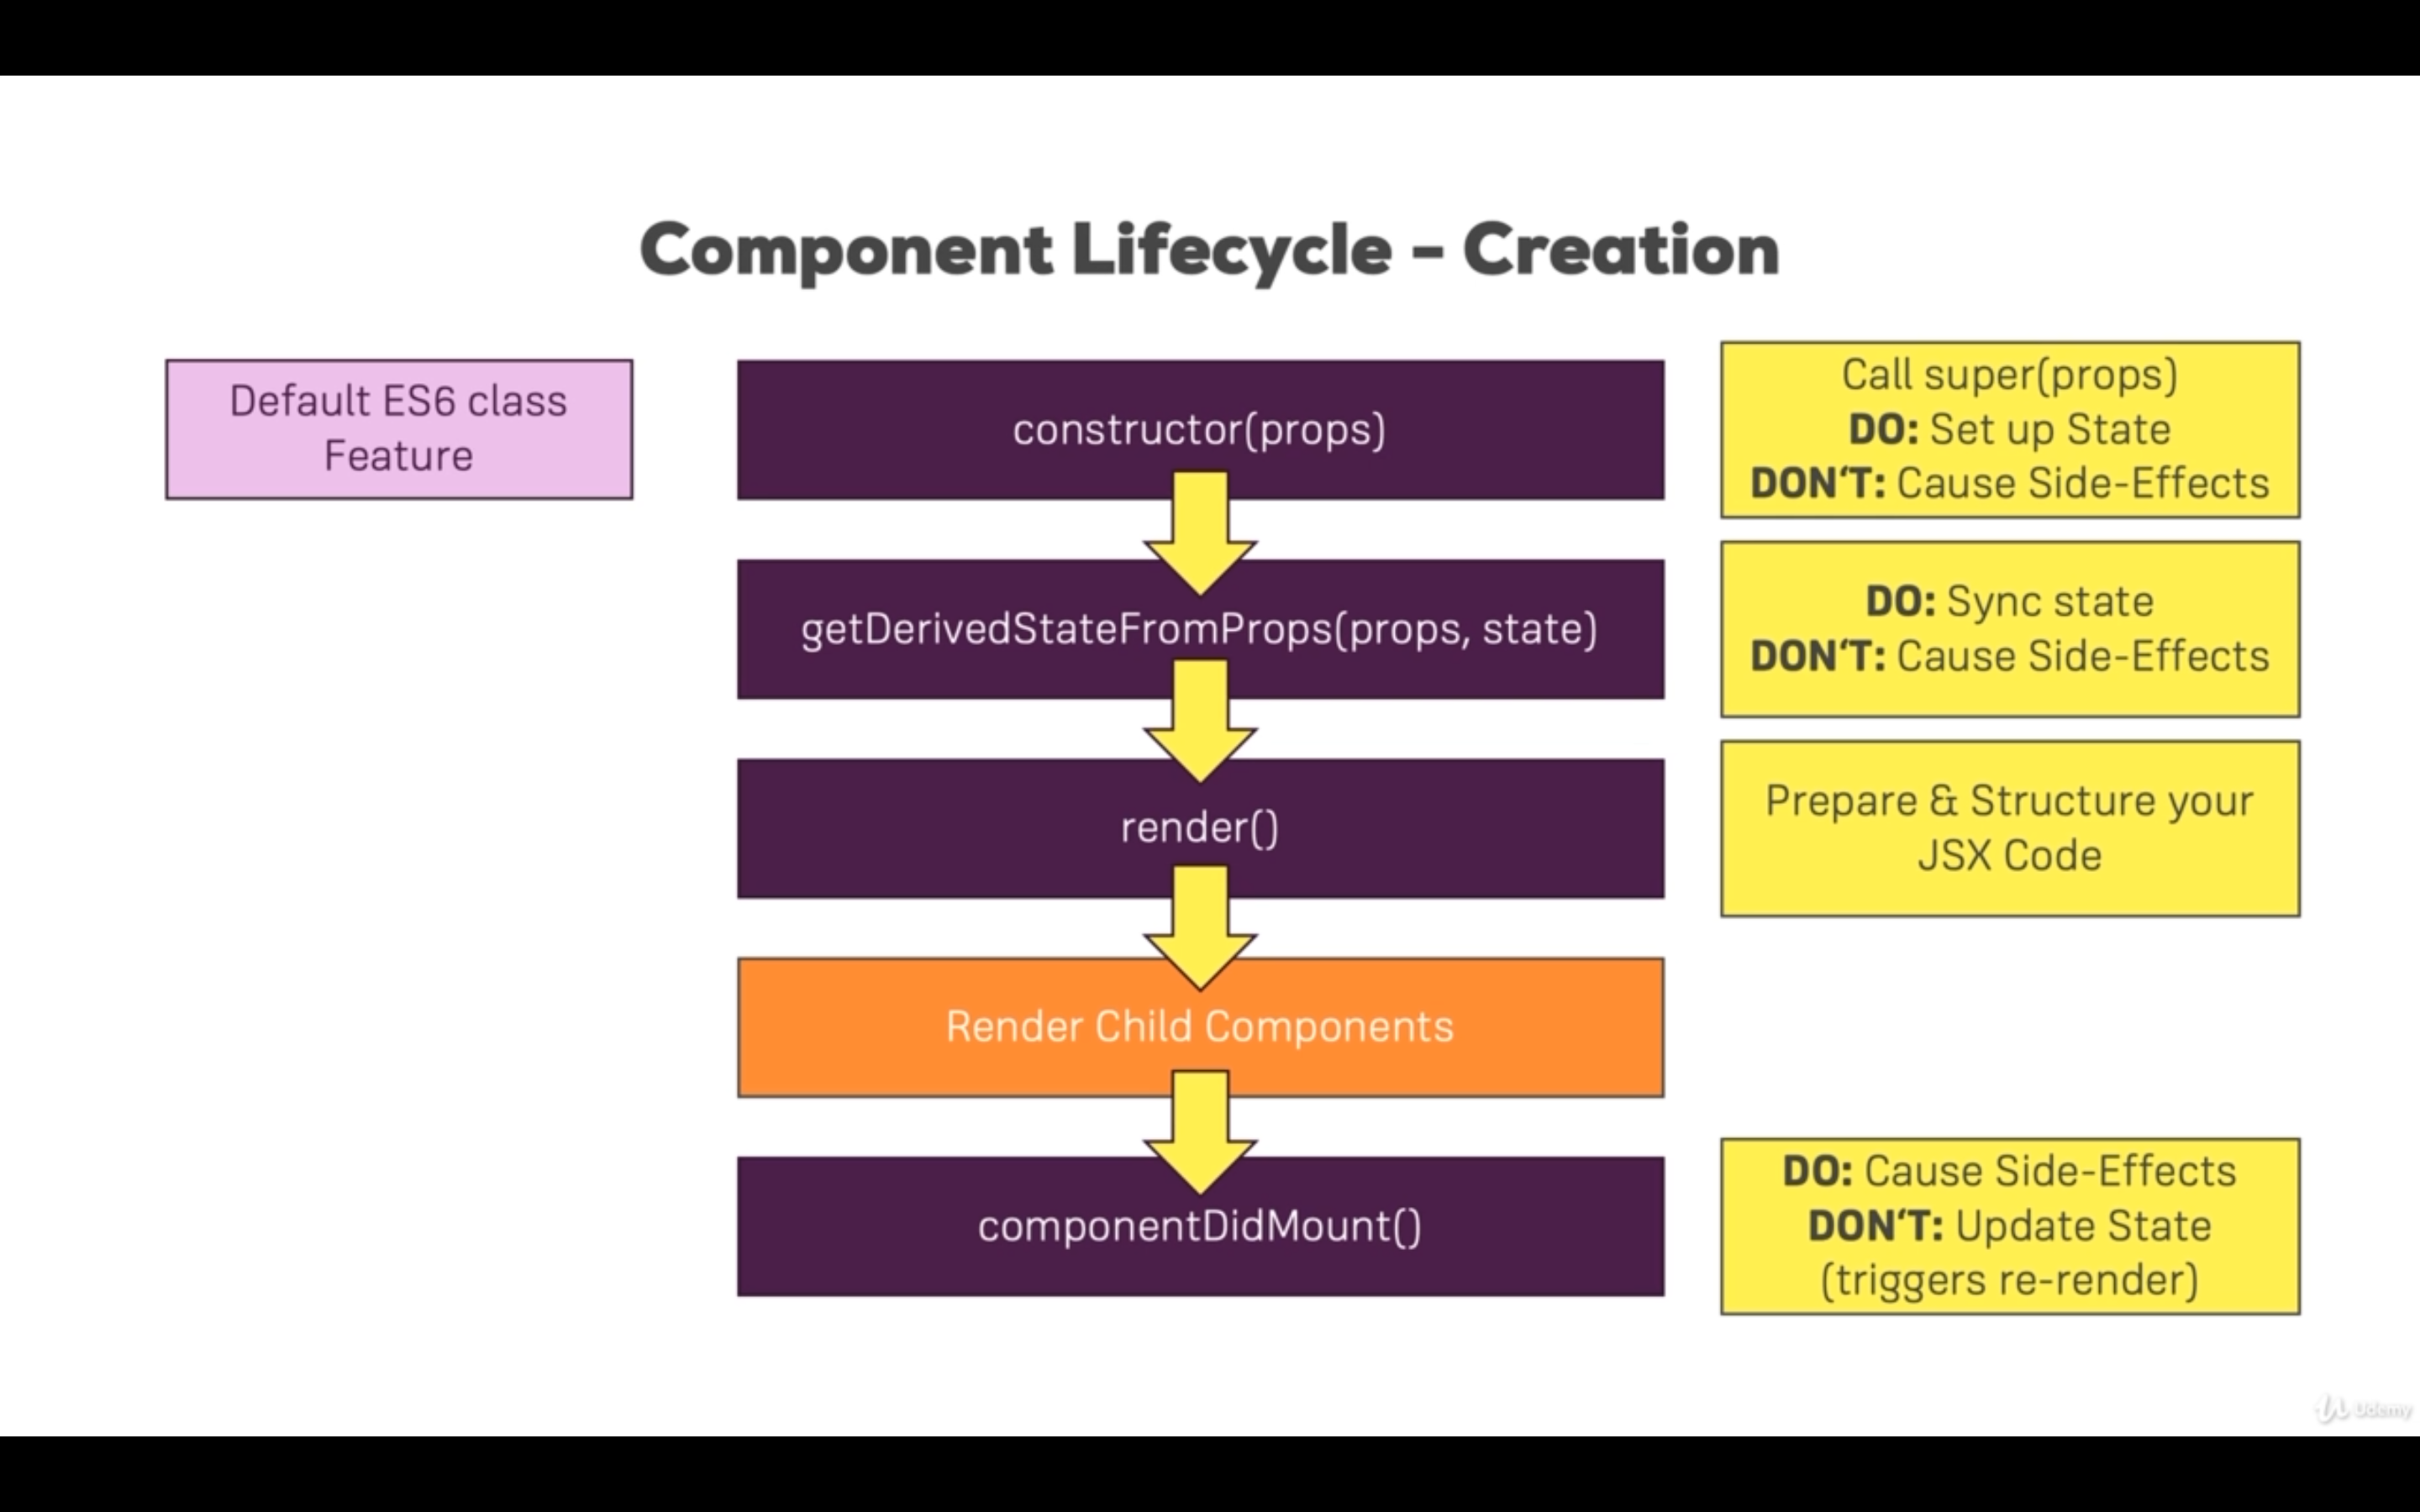 Component Lifecycle – Creation
Default ES6 class
Feature
constructor(props)
Call super(props)
DO: Set up State
DON‘T: Cause Side-Effects
getDerivedStateFromProps(props, state)
DO: Sync state
DON‘T: Cause Side-Effects
render()
Prepare & Structure your
JSX Code
Render Child Components
componentDidMount()
DO: Cause Side-Effects
DON‘T: Update State
(triggers re-render)
Udemy